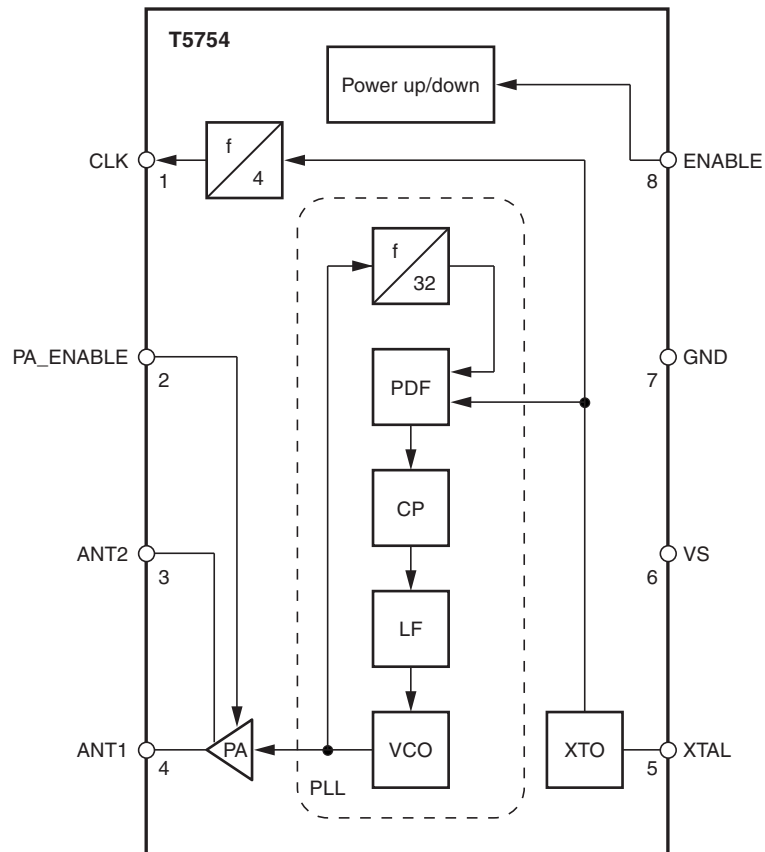 T5754
Power up/down
CLK
1
f
4
ENABLE
8
f
32
PA_ENABLE
2
PDF
GND
7
CP
ANT2
3
VS
6
LF
ANT1
4
PA
VCO
XTO
XTAL
5
PLL